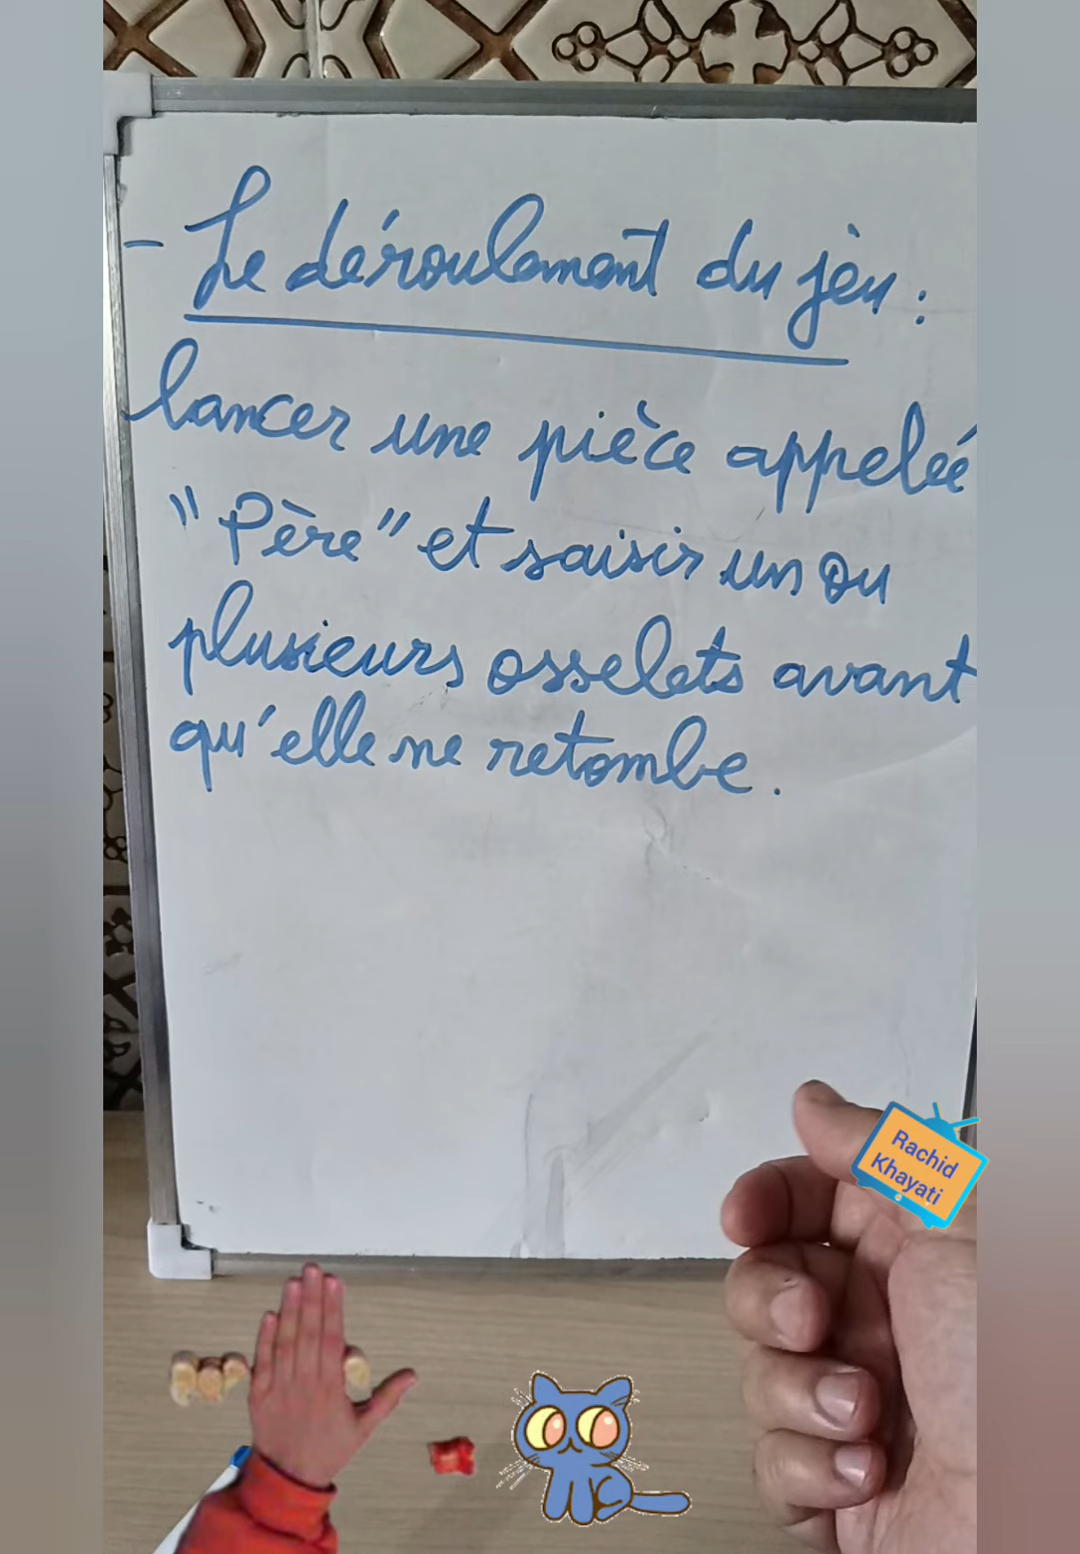 - Le déroulement du jeu :
lancer une pièce appeleé
"Père" et saisir un ou
plusieurs osselets avant
qu'elle ne retombe.
Rachid
Khayati